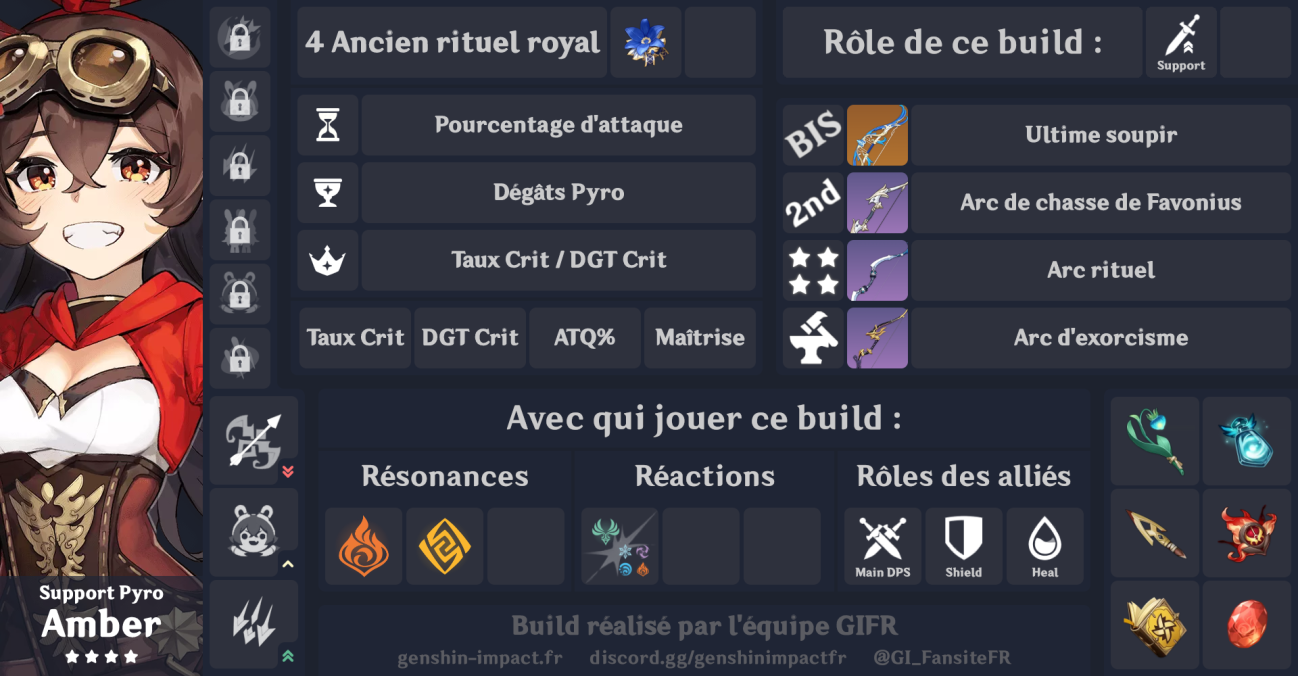 4 Ancien rituel royal
Pourcentage d'attaque
Dégâts Pyro
Taux Crit / DGT Crit
Taux Crit
DGT Crit
ATQ%
Maîtrise
Rôle de ce build :
Support
BIS
Ultime soupir
2nd
Arc de chasse de Favonius
Arc rituel
Arc d'exorcisme
Avec qui jouer ce build :
Résonances
Réactions
Rôles des alliés
Main DPS
Shield
Heal
Support Pyro
Amber
Build réalisé par l'équipe GIFR
genshin-impact.fr discord.gg/genshinimpactfr @GI_FansiteFR